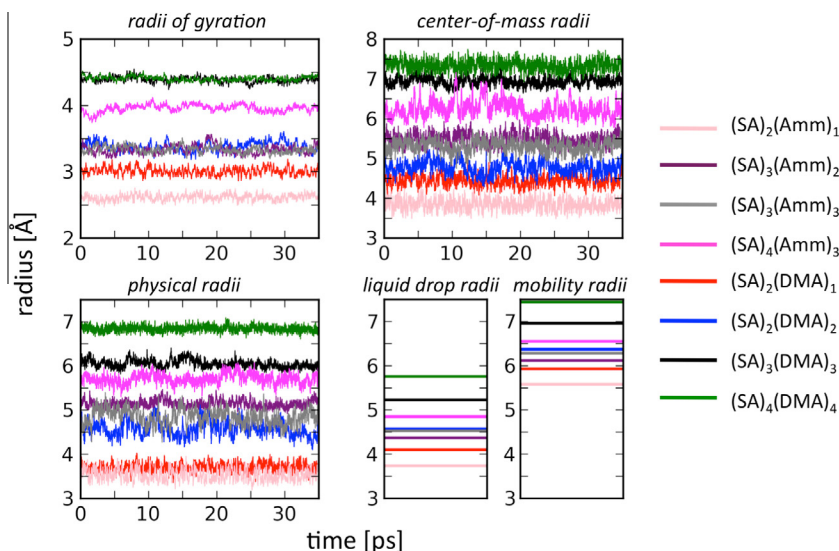 radii of gyration
center-of-mass radii
5
4
3
2
0
10
20
30
8
7
6
5
4
3
0
10
20
30
radius [Å]
physical radii
liquid drop radii
mobility radii
7
6
5
4
3
0
10
20
30
7
6
5
4
3
7
6
5
4
3
time [ps]
(SA)₂(Amm)₁
(SA)₃(Amm)₂
(SA)₃(Amm)₃
(SA)₄(Amm)₃
(SA)₂(DMA)₁
(SA)₂(DMA)₂
(SA)₃(DMA)₃
(SA)₄(DMA)₄